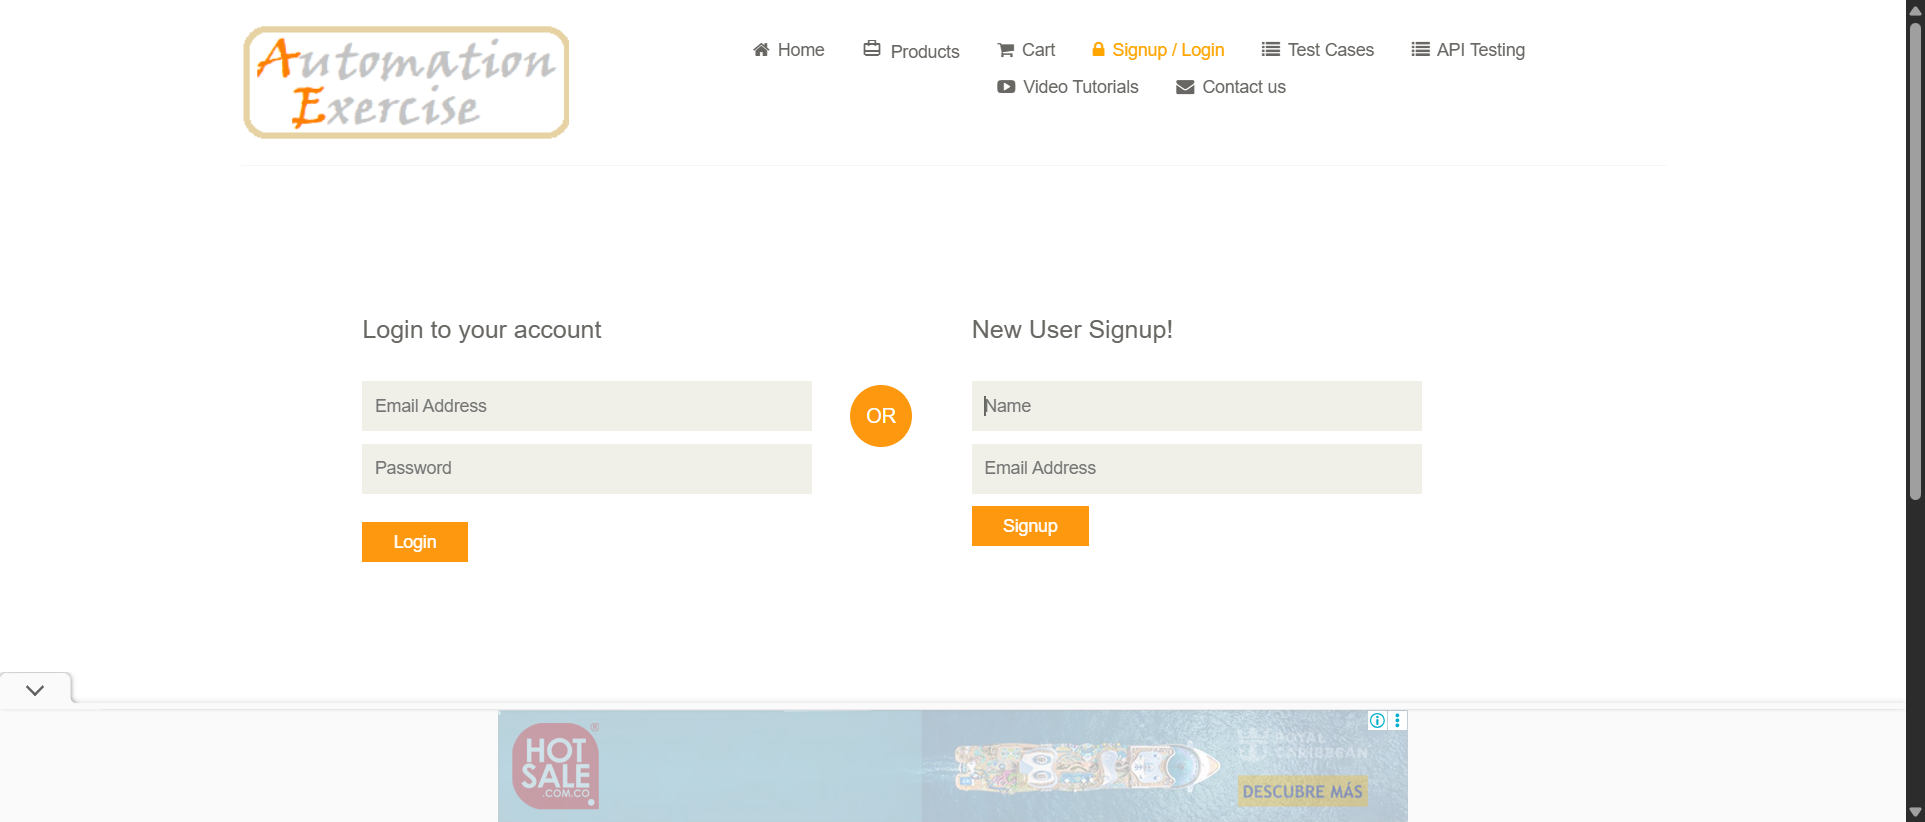 Automation
Exercise
Home
Products
Cart
Signup / Login
Test Cases
API Testing
Video Tutorials
Contact us
Login to your account
New User Signup!
Email Address
OR
Name
Password
Email Address
Login
Signup
HOT
SALE
.COM.CO
ROYAL
CARIBBEAN
DESCUBRE MÁS